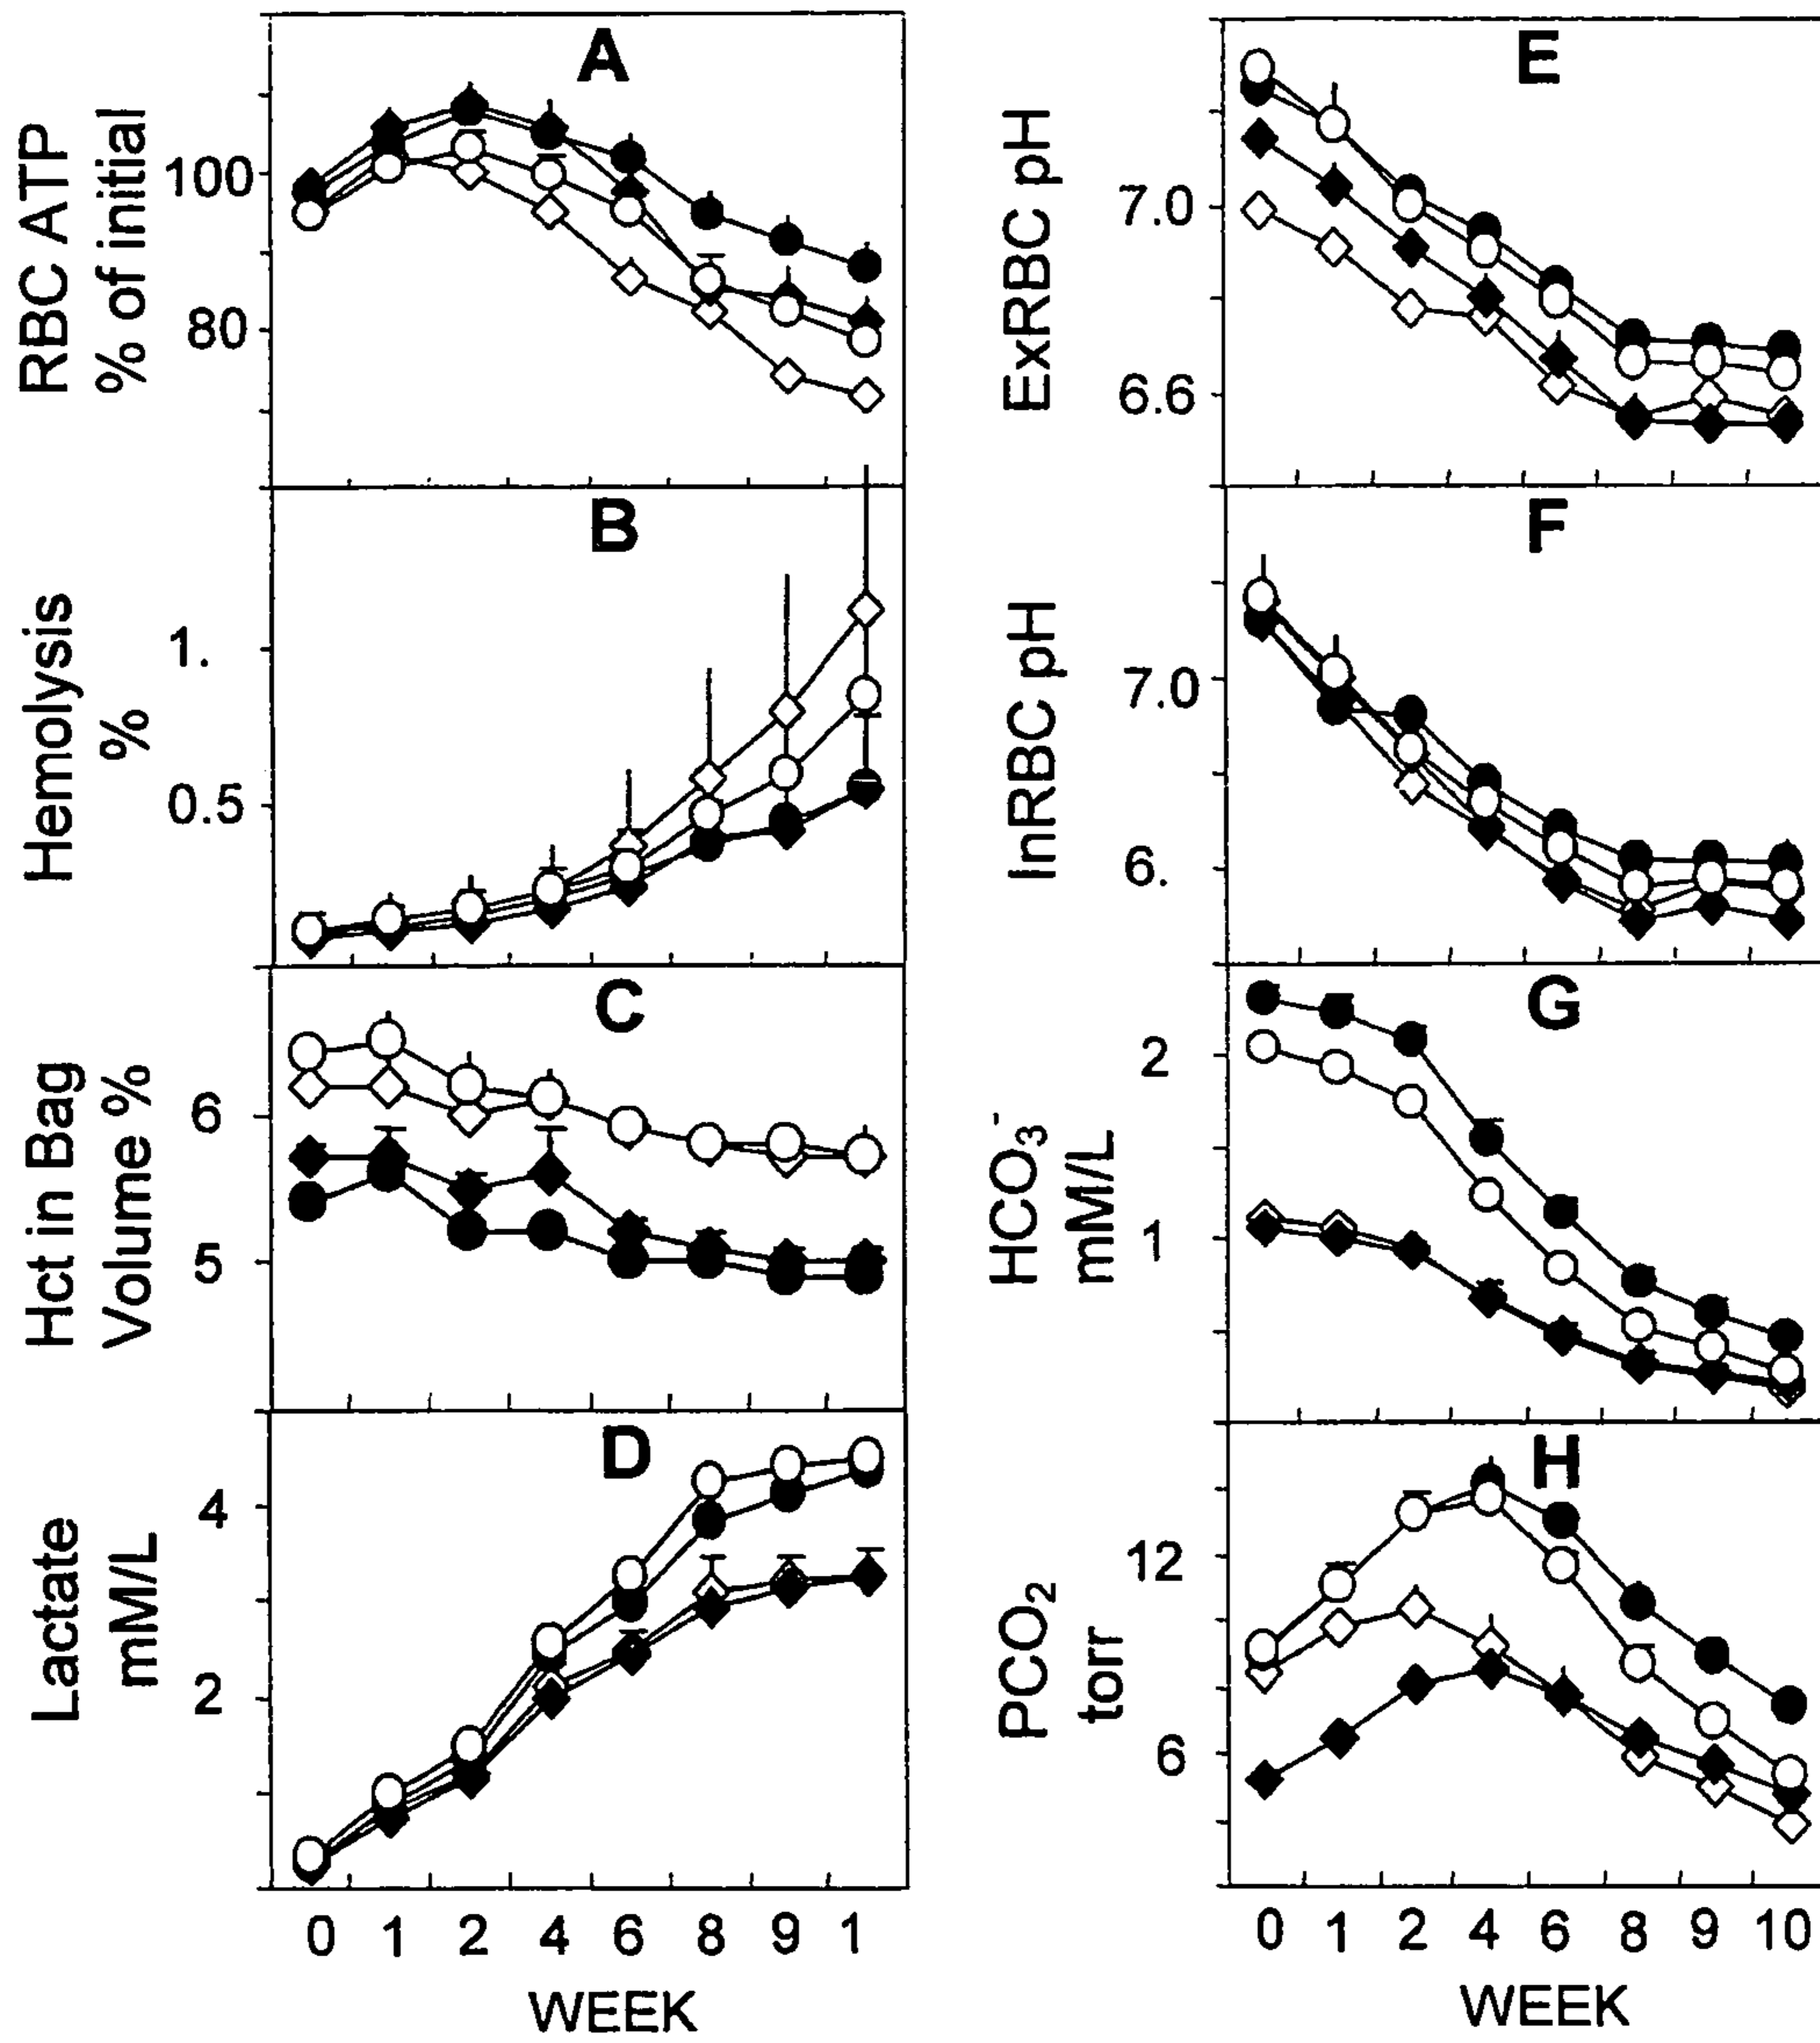 A
RBC ATP
% of initial
100
80
B
Hemolysis
%
1.
0.5
C
Hct in Bag
Volume %
6
5
D
Lactate
mM/L
4
2
0 1 2 4 6 8 9 1
WEEK
E
ExRBC pH
7.0
6.6
F
InRBC pH
7.0
6.
G
HCO3-
mM/L
2
1
H
PCO2
torr
12
6
0 1 2 4 6 8 9 10
WEEK